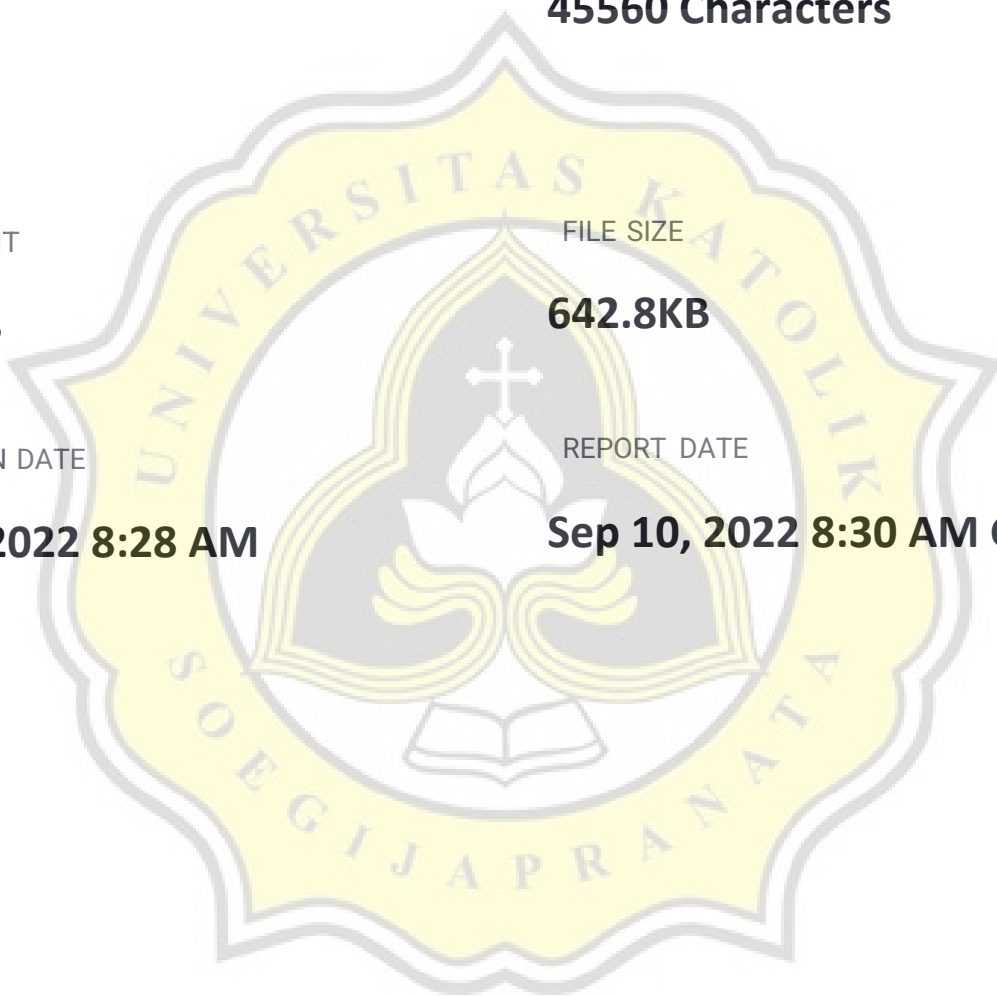 45560 Characters
FILE SIZE
642.8KB
N DATE
REPORT DATE
2022 8:28 AM
Sep 10, 2022 8:30 AM
UNIVERSITAS KATOLIK
SOEGIJAPRANATA